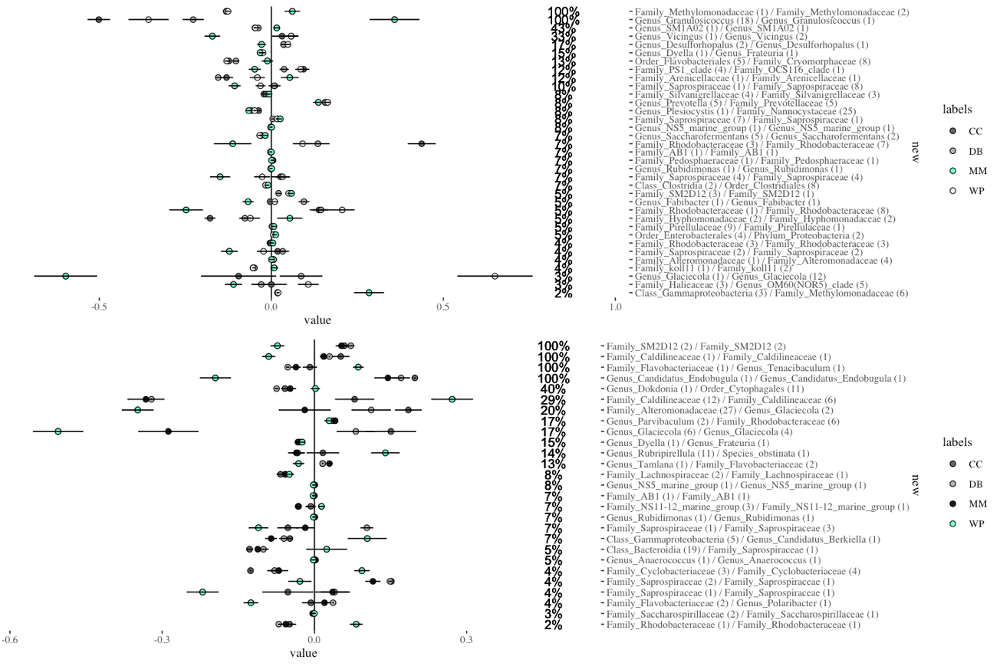 100% Family_Methylomonadaceae (1) / Family_Methylomonadaceae (2)
100% Genus_Granulosicoccus (18) / Genus_Granulosicoccus (1)
43% Genus_SM1A02 (1) / Genus_SM1A02 (1)
33% Genus_Vicingus (1) / Genus_Vicingus (2)
17% Genus_Desulforhopalus (2) / Genus_Desulforhopalus (1)
15% Genus_Dyella (1) / Genus_Frateuria (1)
13% Order_Flavobacteriales (5) / Family_Cryomorphaceae (8)
12% Family_PS1_clade (4) / Family_OCS116_clade (1)
12% Family_Arenicellaceae (1) / Family_Arenicellaceae (1)
10% Family_Saprospiraceae (1) / Family_Saprospiraceae (8)
8% Family_Silvanigrellaceae (4) / Family_Silvanigrellaceae (3)
8% Genus_Prevotella (5) / Family_Prevotellaceae (5)
8% Genus_Plesiocystis (1) / Family_Nannocystaceae (25)
8% Family_Saprospiraceae (7) / Family_Saprospiraceae (1)
8% Genus_NS5_marine_group (1) / Genus_NS5_marine_group (1)
7% Genus_Saccharofermentans (5) / Genus_Saccharofermentans (2)
7% Family_Rhodobacteraceae (3) / Family_Rhodobacteraceae (7)
7% Family_AB1 (1) / Family_AB1 (1)
7% Family_Pedosphaeraceae (1) / Family_Pedosphaeraceae (1)
7% Genus_Rubidimonas (1) / Genus_Rubidimonas (1)
7% Family_Saprospiraceae (4) / Family_Saprospiraceae (4)
7% Class_Clostridia (2) / Order_Clostridiales (8)
5% Family_SM2D12 (3) / Family_SM2D12 (1)
5% Genus_Fabibacter (1) / Genus_Fabibacter (1)
5% Family_Rhodobacteraceae (1) / Family_Rhodobacteraceae (8)
5% Family_Hyphomonadaceae (2) / Family_Hyphomonadaceae (2)
5% Family_Pirellulaceae (9) / Family_Pirellulaceae (1)
5% Order_Enterobacterales (4) / Phylum_Proteobacteria (2)
4% Family_Rhodobacteraceae (3) / Family_Rhodobacteraceae (3)
4% Family_Saprospiraceae (2) / Family_Saprospiraceae (2)
4% Family_Alteromonadaceae (1) / Family_Alteromonadaceae (4)
4% Family_koll11 (1) / Family_koll11 (2)
3% Genus_Glaciecola (1) / Genus_Glaciecola (12)
3% Family_Halieaceae (3) / Genus_OM60(NOR5)_clade (5)
2% Class_Gammaproteobacteria (3) / Family_Methylomonadaceae (6)
-0.5 0.0 0.5 1.0
value
new
labels
CC
DB
MM
WP
100% Family_SM2D12 (2) / Family_SM2D12 (2)
100% Family_Caldilineaceae (1) / Family_Caldilineaceae (1)
100% Family_Flavobacteriaceae (1) / Genus_Tenacibaculum (1)
100% Genus_Candidatus_Endobugula (1) / Genus_Candidatus_Endobugula (1)
40% Genus_Dokdonia (1) / Order_Cytophagales (11)
29% Family_Caldilineaceae (12) / Family_Caldilineaceae (6)
20% Family_Alteromonadaceae (27) / Genus_Glaciecola (2)
17% Genus_Parvibaculum (2) / Family_Rhodobacteraceae (6)
17% Genus_Glaciecola (6) / Genus_Glaciecola (4)
15% Genus_Dyella (1) / Genus_Frateuria (1)
14% Genus_Rubripirellula (11) / Species_obstinata (1)
13% Genus_Tamlana (1) / Family_Flavobacteriaceae (2)
8% Family_Lachnospiraceae (2) / Family_Lachnospiraceae (1)
8% Genus_NS5_marine_group (1) / Genus_NS5_marine_group (1)
7% Family_AB1 (1) / Family_AB1 (1)
7% Family_NS11-12_marine_group (3) / Family_NS11-12_marine_group (1)
7% Genus_Rubidimonas (1) / Genus_Rubidimonas (1)
7% Family_Saprospiraceae (1) / Family_Saprospiraceae (3)
7% Class_Gammaproteobacteria (5) / Genus_Candidatus_Berkiella (1)
5% Class_Bacteroidia (19) / Family_Saprospiraceae (1)
5% Genus_Anaerococcus (1) / Genus_Anaerococcus (1)
4% Family_Cyclobacteriaceae (3) / Family_Cyclobacteriaceae (4)
4% Family_Saprospiraceae (2) / Family_Saprospiraceae (1)
4% Family_Saprospiraceae (1) / Family_Saprospiraceae (1)
4% Family_Flavobacteriaceae (2) / Genus_Polaribacter (1)
3% Family_Saccharospirillaceae (2) / Family_Saccharospirillaceae (1)
2% Family_Rhodobacteraceae (1) / Family_Rhodobacteraceae (1)
-0.6 -0.3 0.0 0.3
value
new
labels
CC
DB
MM
WP